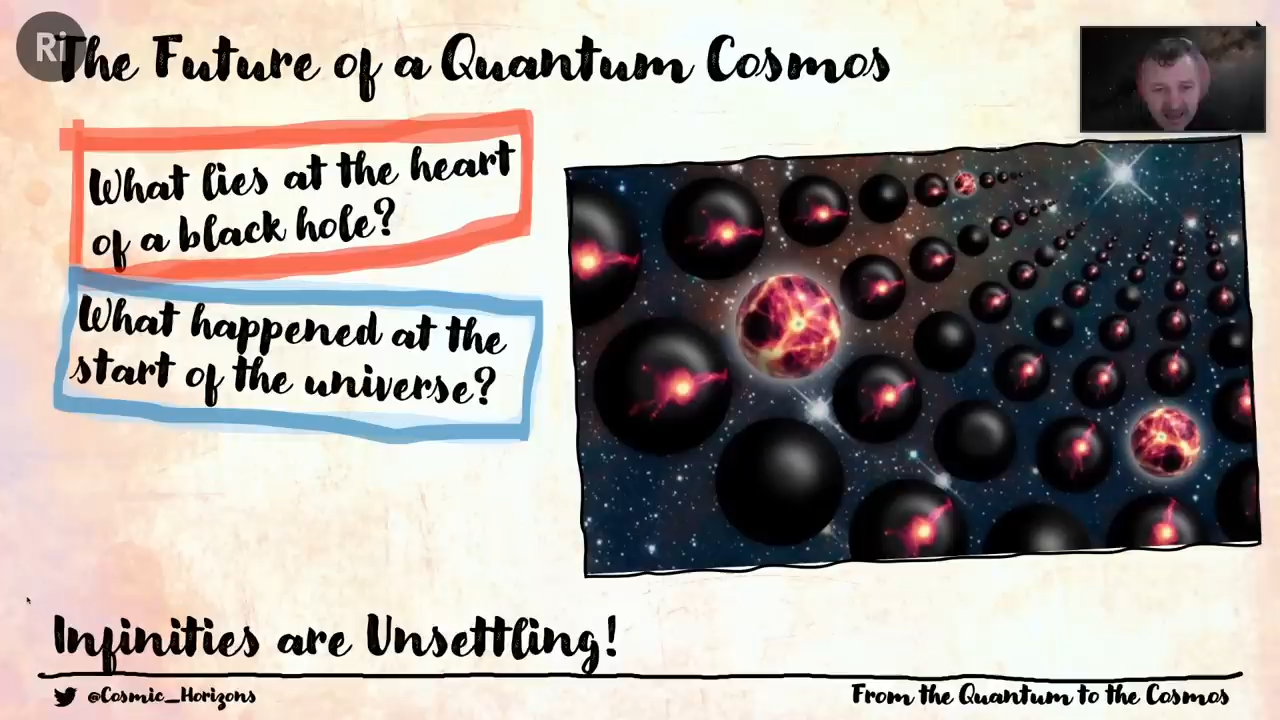 Ri
The Future of a Quantum Cosmos
What lies at the heart
of a black hole?
What happened at the
start of the universe?
Infinities are Unsettling!
@Cosmic_Horizons
From the Quantum to the Cosmos